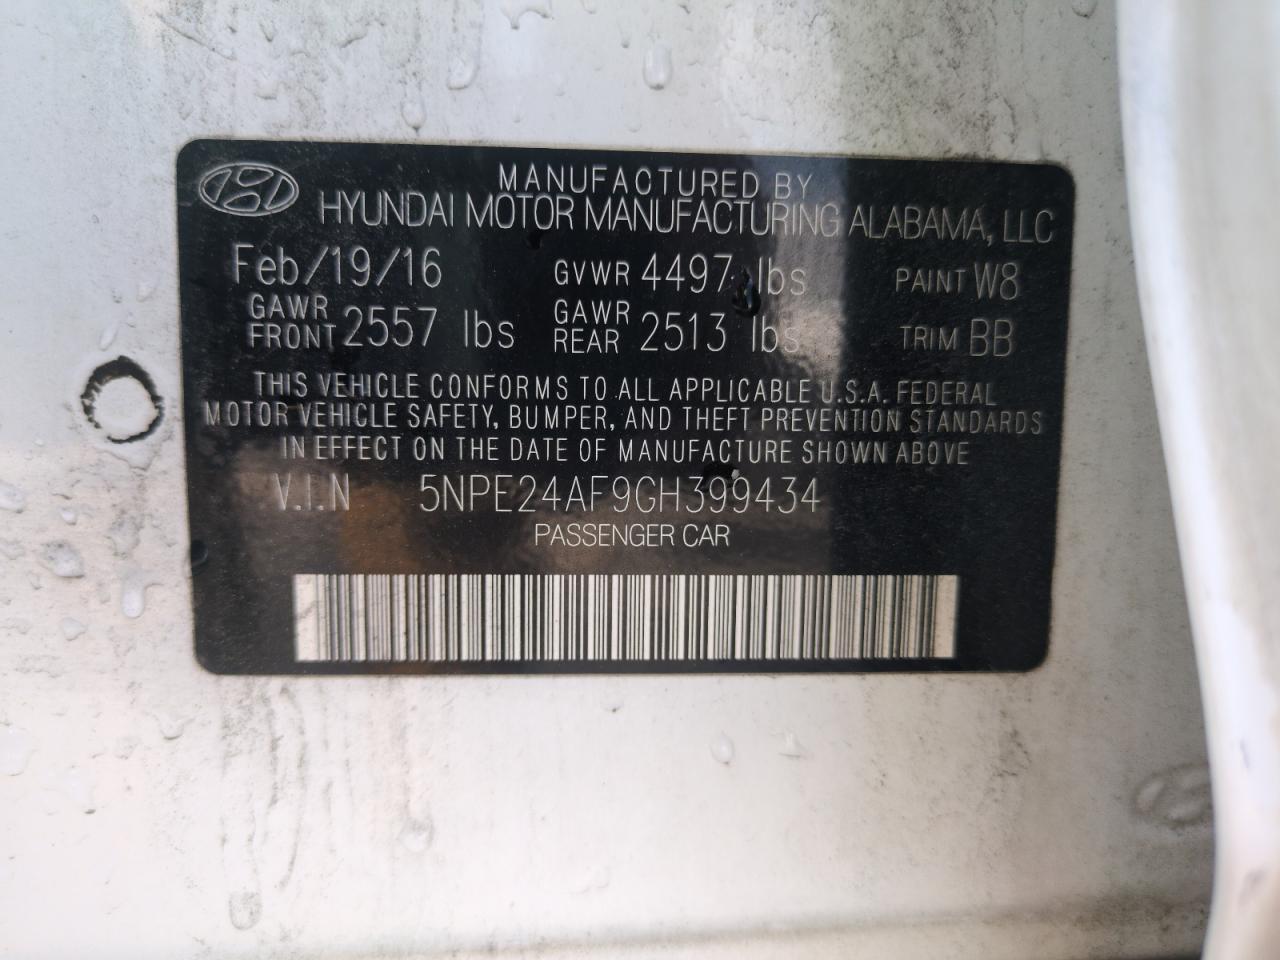 MANUFACTURED BY
HYUNDAI MOTOR MANUFACTURING ALABAMA, LLC
Feb/19/16 GVWR 4497 lbs PAINT W8
GAWR FRONT 2557 lbs GAWR REAR 2513 lbs TRIM BB
THIS VEHICLE CONFORMS TO ALL APPLICABLE U.S.A. FEDERAL
MOTOR VEHICLE SAFETY, BUMPER, AND THEFT PREVENTION STANDARDS
IN EFFECT ON THE DATE OF MANUFACTURE SHOWN ABOVE
V.I.N 5NPE24AF9GH399434
PASSENGER CAR